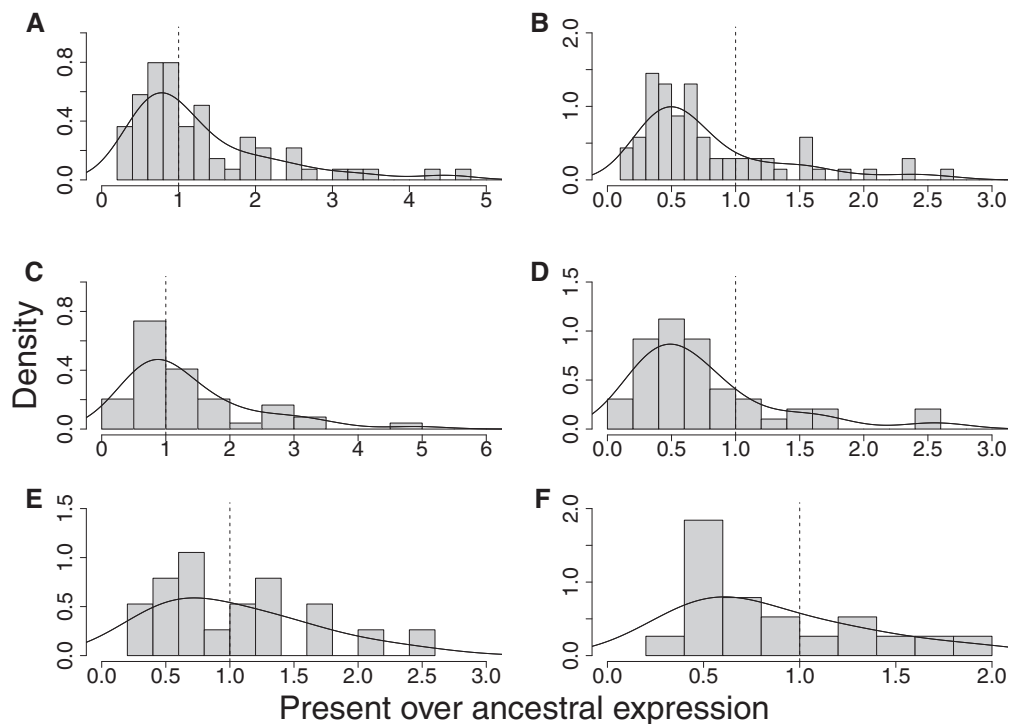 A
0.0 0.4 0.8
0 1 2 3 4 5
B
0.0 1.0 2.0
0.0 0.5 1.0 1.5 2.0 2.5 3.0
C
0.0 0.4 0.8
0 1 2 3 4 5 6
D
0.0 0.5 1.0 1.5
0.0 0.5 1.0 1.5 2.0 2.5 3.0
Density
E
0.0 0.5 1.0 1.5
0.0 0.5 1.0 1.5 2.0 2.5 3.0
F
0.0 1.0 2.0
0.0 0.5 1.0 1.5 2.0
Present over ancestral expression